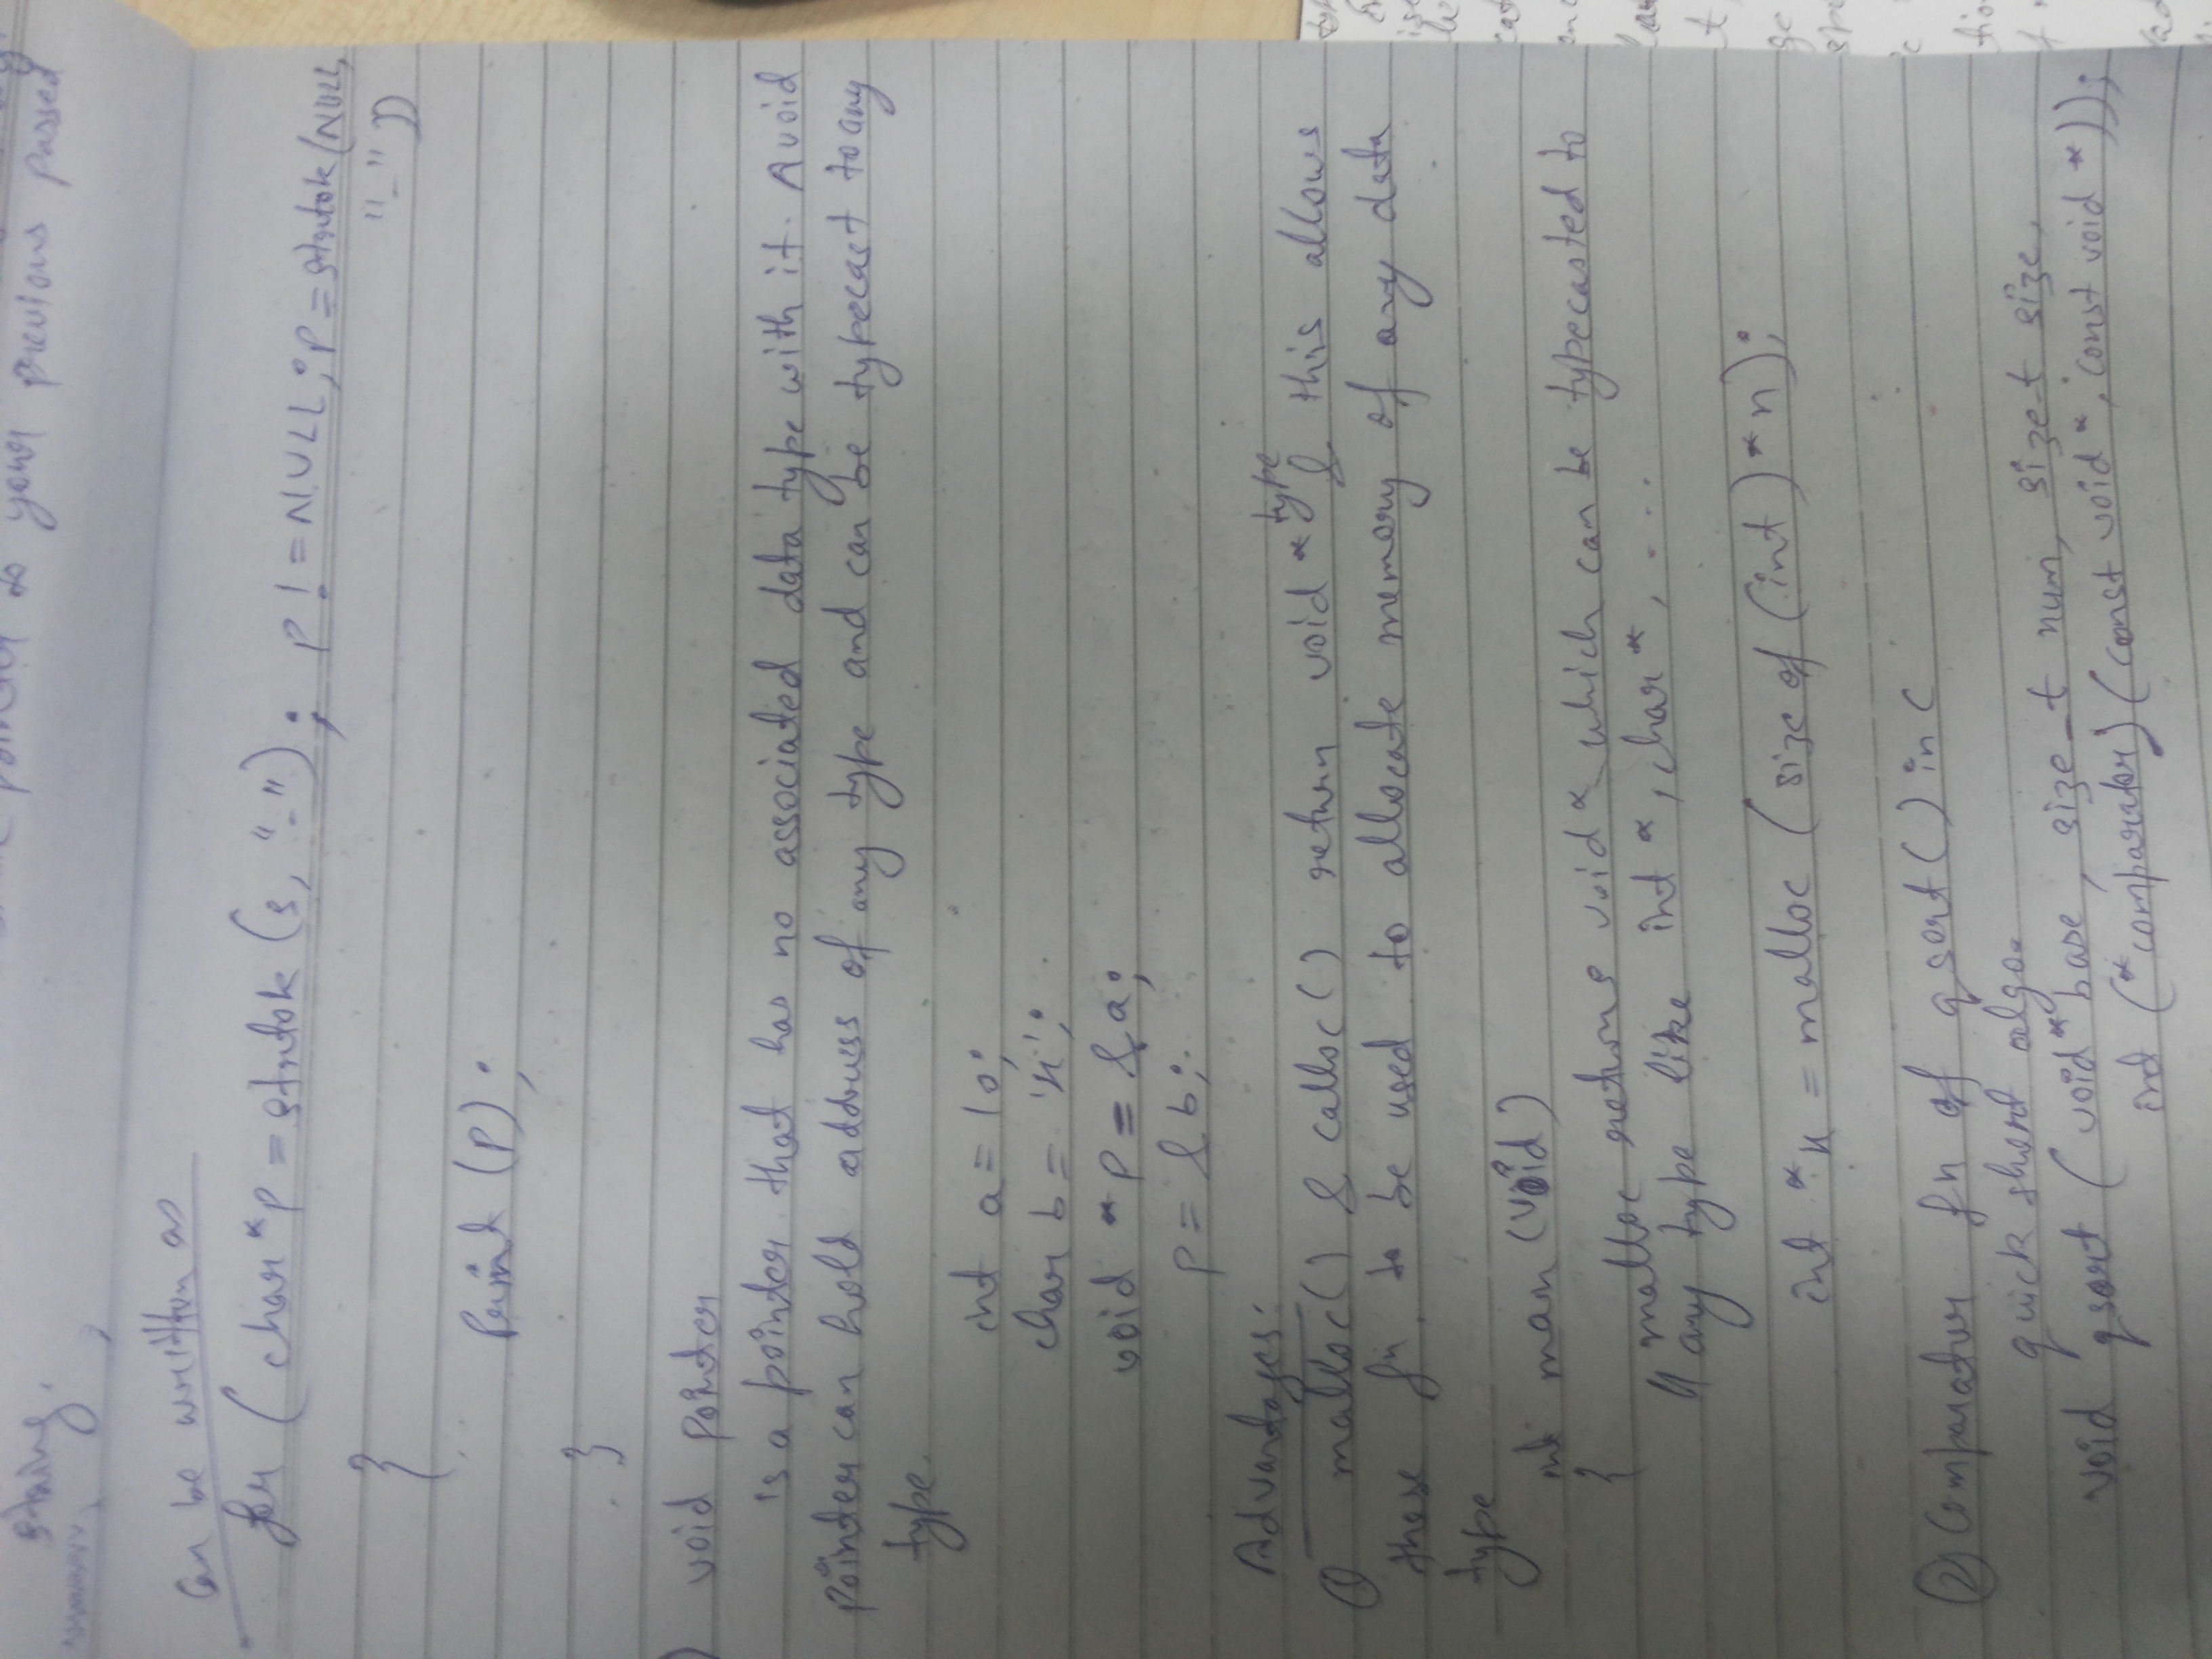 pointer to your previous passed
string.
Can be written as
for ( char *p = strtok (s, "-"); p != NULL; p = strtok (NULL,
"-"))
{
Print (p);
}
void pointer
is a pointer that has no associated data type with it. A void
pointer can hold address of any type and can be typecast to any
type.
int a = 10;
char b = 'x';
void *p = &a;
p = &b;
Advantages:
① malloc() & calloc() return void * type & this allows
these fn. to be used to allocate memory of any data
type
int main (void)
{
// malloc returns void * which can be typecasted to
any type like int *, char *, ....
int *x = malloc (size of (int) * n);
② Comparator fn of qsort() in C
quick short algo.
void qsort (void * base, size_t num, size_t size,
int (*comparator) (const void *, const void *));